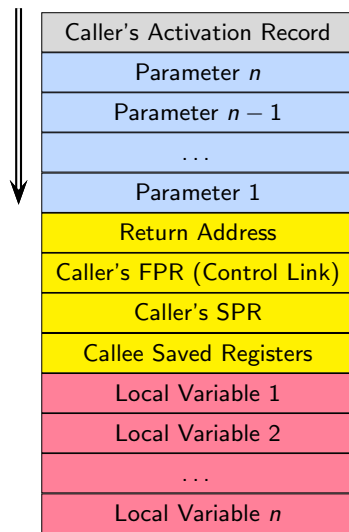 Caller's Activation Record
Parameter n
Parameter n − 1
. . .
Parameter 1
Return Address
Caller's FPR (Control Link)
Caller's SPR
Callee Saved Registers
Local Variable 1
Local Variable 2
. . .
Local Variable n